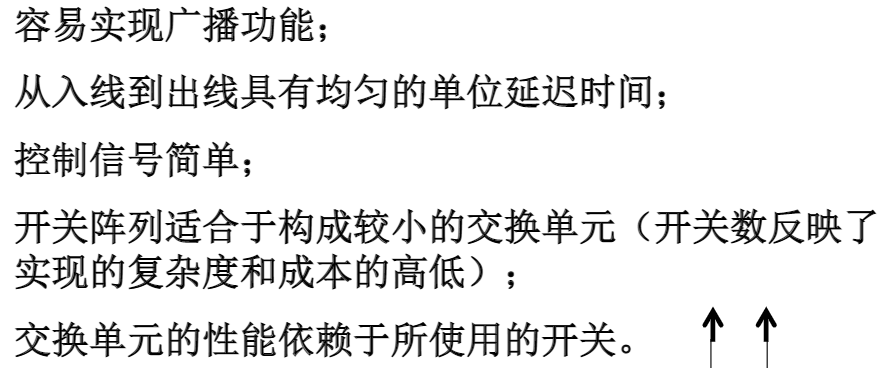 容易实现广播功能；
从入线到出线具有均匀的单位延迟时间；
控制信号简单；
开关阵列适合于构成较小的交换单元（开关数反映了
实现的复杂度和成本的高低）；
交换单元的性能依赖于所使用的开关。